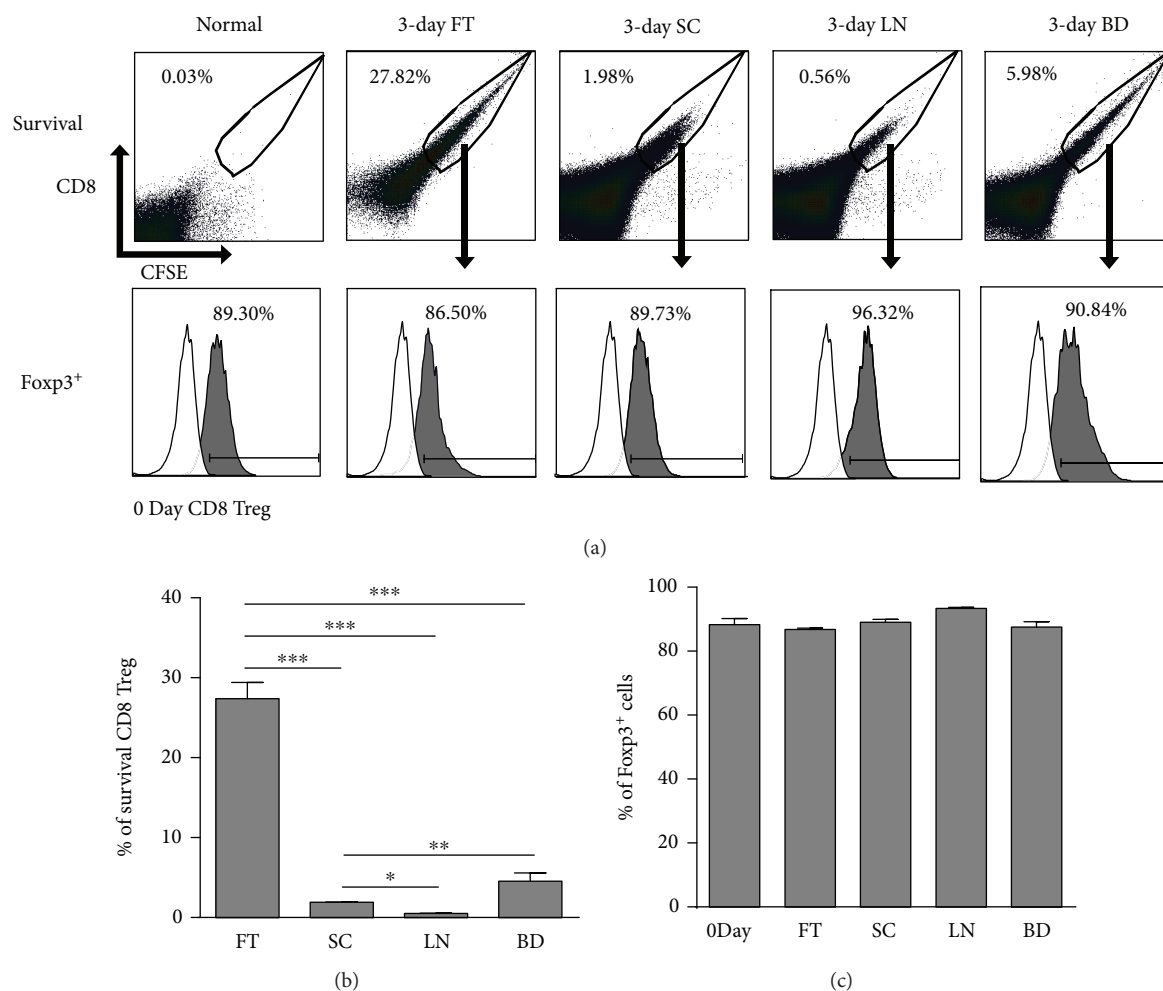 Normal 3-day FT 3-day SC 3-day LN 3-day BD
0.03% 27.82% 1.98% 0.56% 5.98%
Survival
CD8
CFSE
89.30% 86.50% 89.73% 96.32% 90.84%
Foxp3⁺
0 Day CD8 Treg
(a)
% of survival CD8 Treg
40
30
20
10
0
***
***
***
**
*
FT SC LN BD
(b)
% of Foxp3⁺ cells
100
80
60
40
20
0
0Day FT SC LN BD
(c)